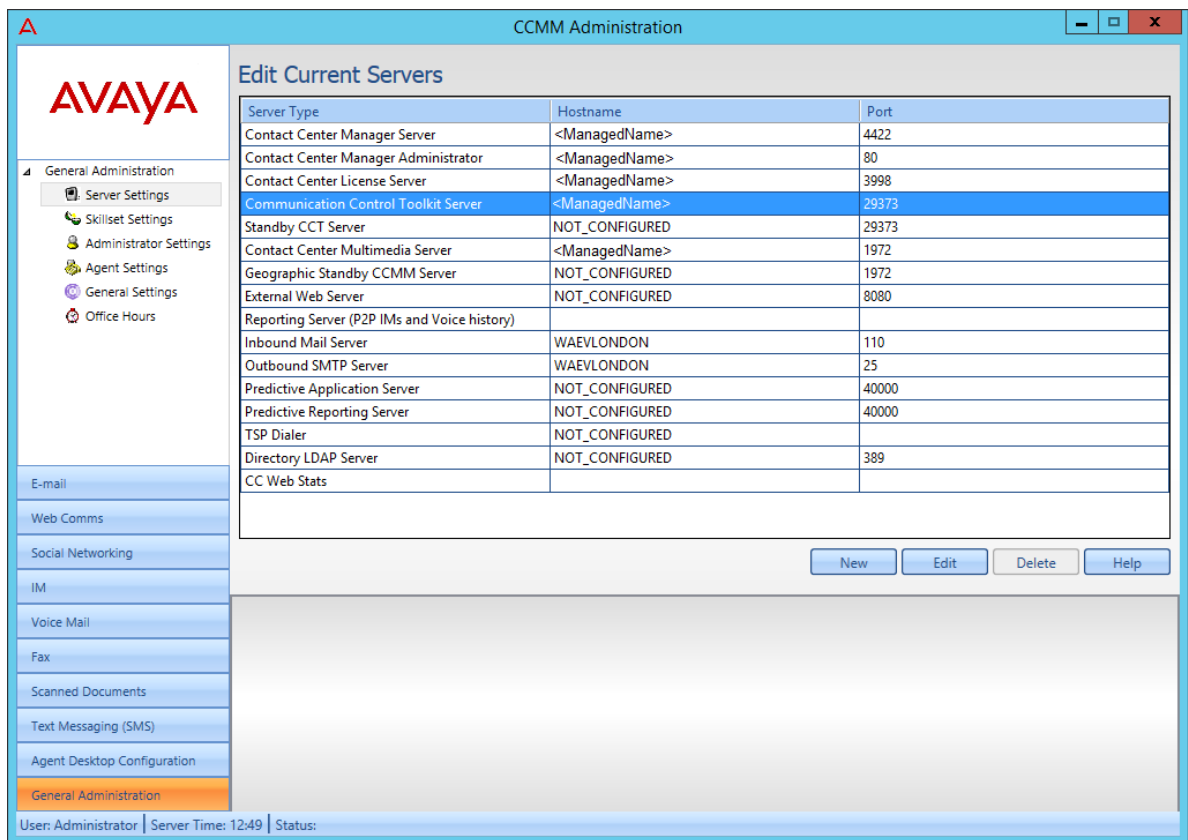 CCMM Administration
AVAYA
General Administration
Server Settings
Skillset Settings
Administrator Settings
Agent Settings
General Settings
Office Hours
E-mail
Web Comms
Social Networking
IM
Voice Mail
Fax
Scanned Documents
Text Messaging (SMS)
Agent Desktop Configuration
General Administration
Edit Current Servers
Server Type Hostname Port
Contact Center Manager Server <ManagedName> 4422
Contact Center Manager Administrator <ManagedName> 80
Contact Center License Server <ManagedName> 3998
Communication Control Toolkit Server <ManagedName> 29373
Standby CCT Server NOT_CONFIGURED 29373
Contact Center Multimedia Server <ManagedName> 1972
Geographic Standby CCMM Server NOT_CONFIGURED 1972
External Web Server NOT_CONFIGURED 8080
Reporting Server (P2P IMs and Voice history)
Inbound Mail Server WAEVLONDON 110
Outbound SMTP Server WAEVLONDON 25
Predictive Application Server NOT_CONFIGURED 40000
Predictive Reporting Server NOT_CONFIGURED 40000
TSP Dialer NOT_CONFIGURED
Directory LDAP Server NOT_CONFIGURED 389
CC Web Stats
New Edit Delete Help
User: Administrator Server Time: 12:49 Status: